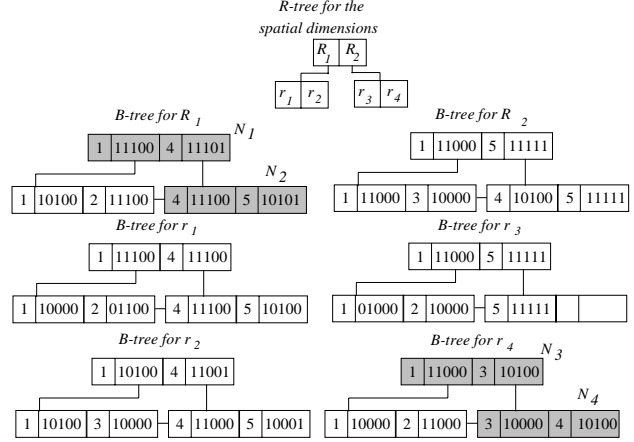 R-tree for the
spatial dimensions
R1 R2
r1 r2 r3 r4
B-tree for R1
1 11100 4 11101 N1
N2
1 10100 2 11100 4 11100 5 10101
B-tree for R2
1 11000 5 11111
1 11000 3 10000 4 10100 5 11111
B-tree for r1
1 11100 4 11100
1 10000 2 01100 4 11100 5 10100
B-tree for r3
1 11000 5 11111
1 01000 2 10000 5 11111
B-tree for r2
1 10100 4 11001
1 10100 3 10000 4 11000 5 10001
B-tree for r4
N3
1 11000 3 10100
N4
1 10000 2 11000 3 10000 4 10100